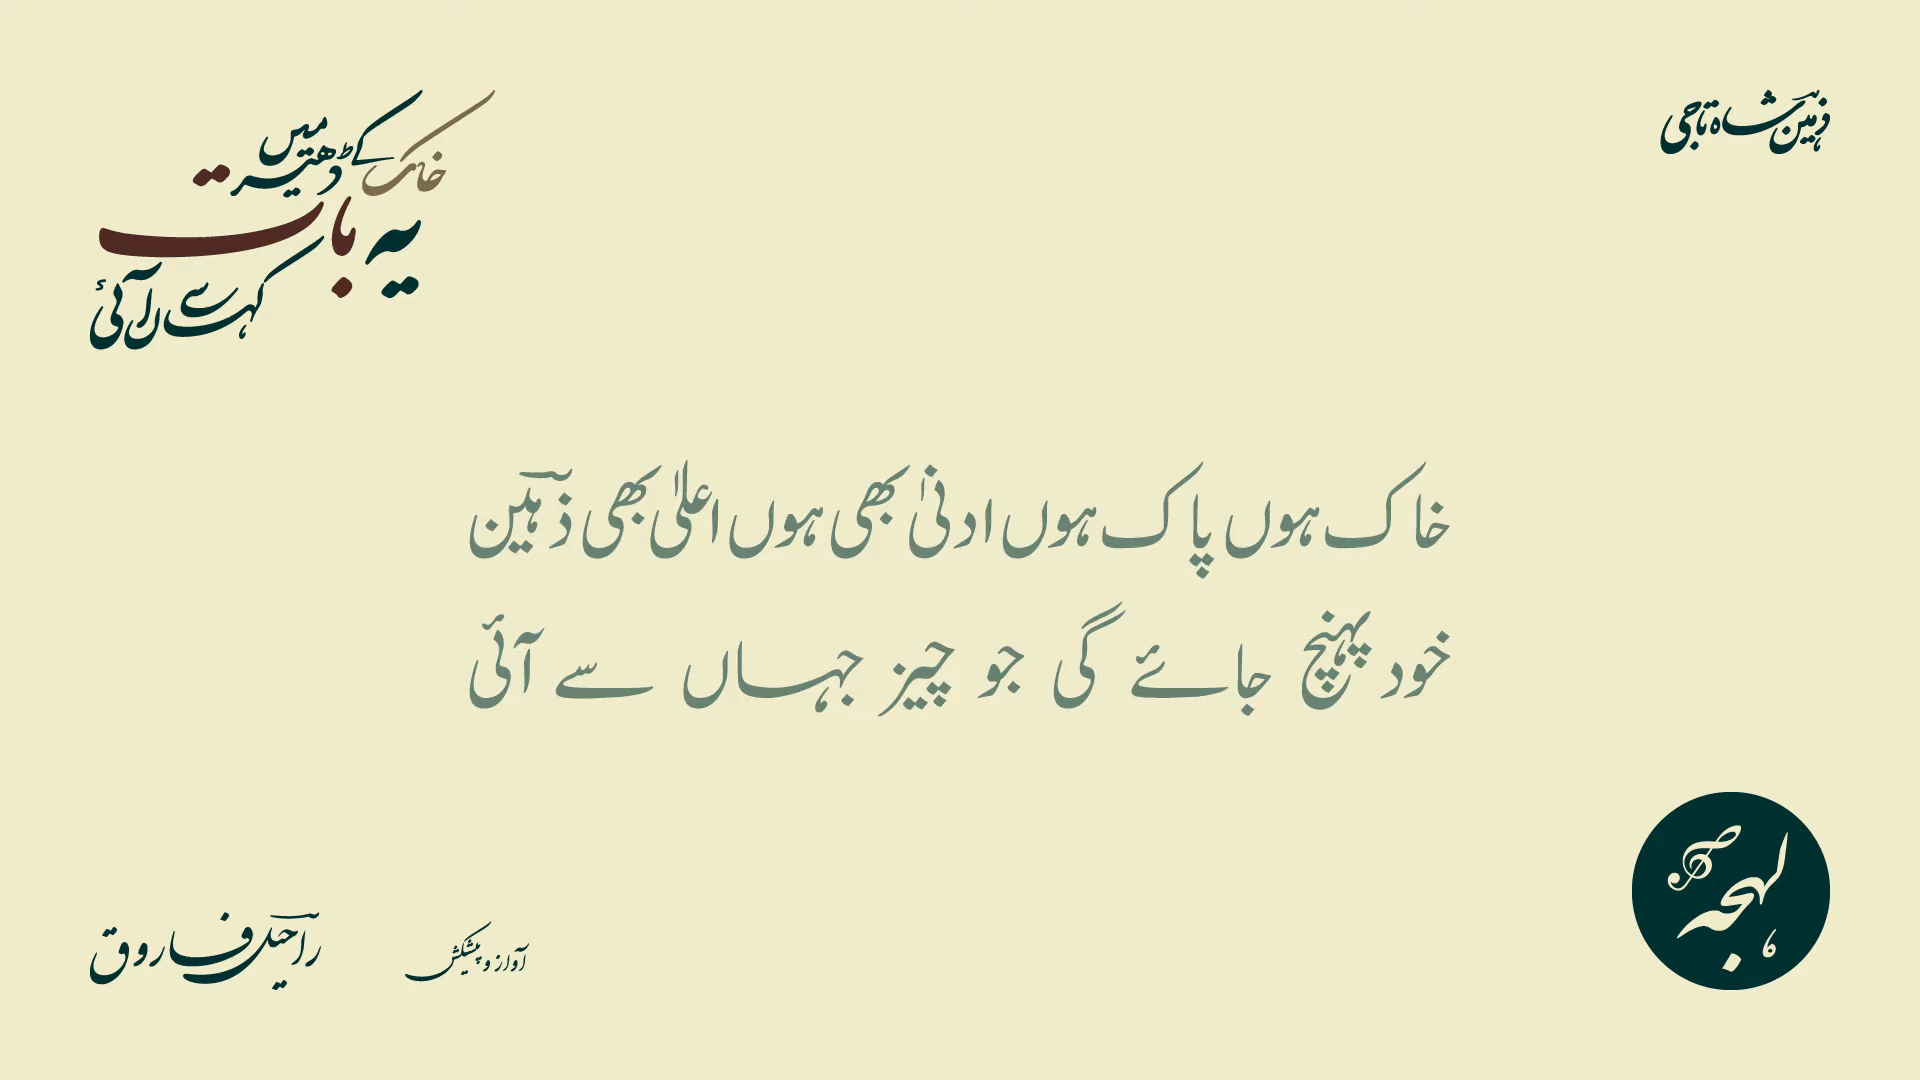 ذہین شاہ تاجی
خاک کے ڈھیر میں
یہ بات
کہاں سے آئی
خاک ہوں پاک ہوں ادنیٰ بھی ہوں اعلیٰ بھی ذہینؔ
خود پہنچ جائے گی جو چیز جہاں سے آئی
لہجہ
آواز و پیشکش
راحیلؔ فاروق